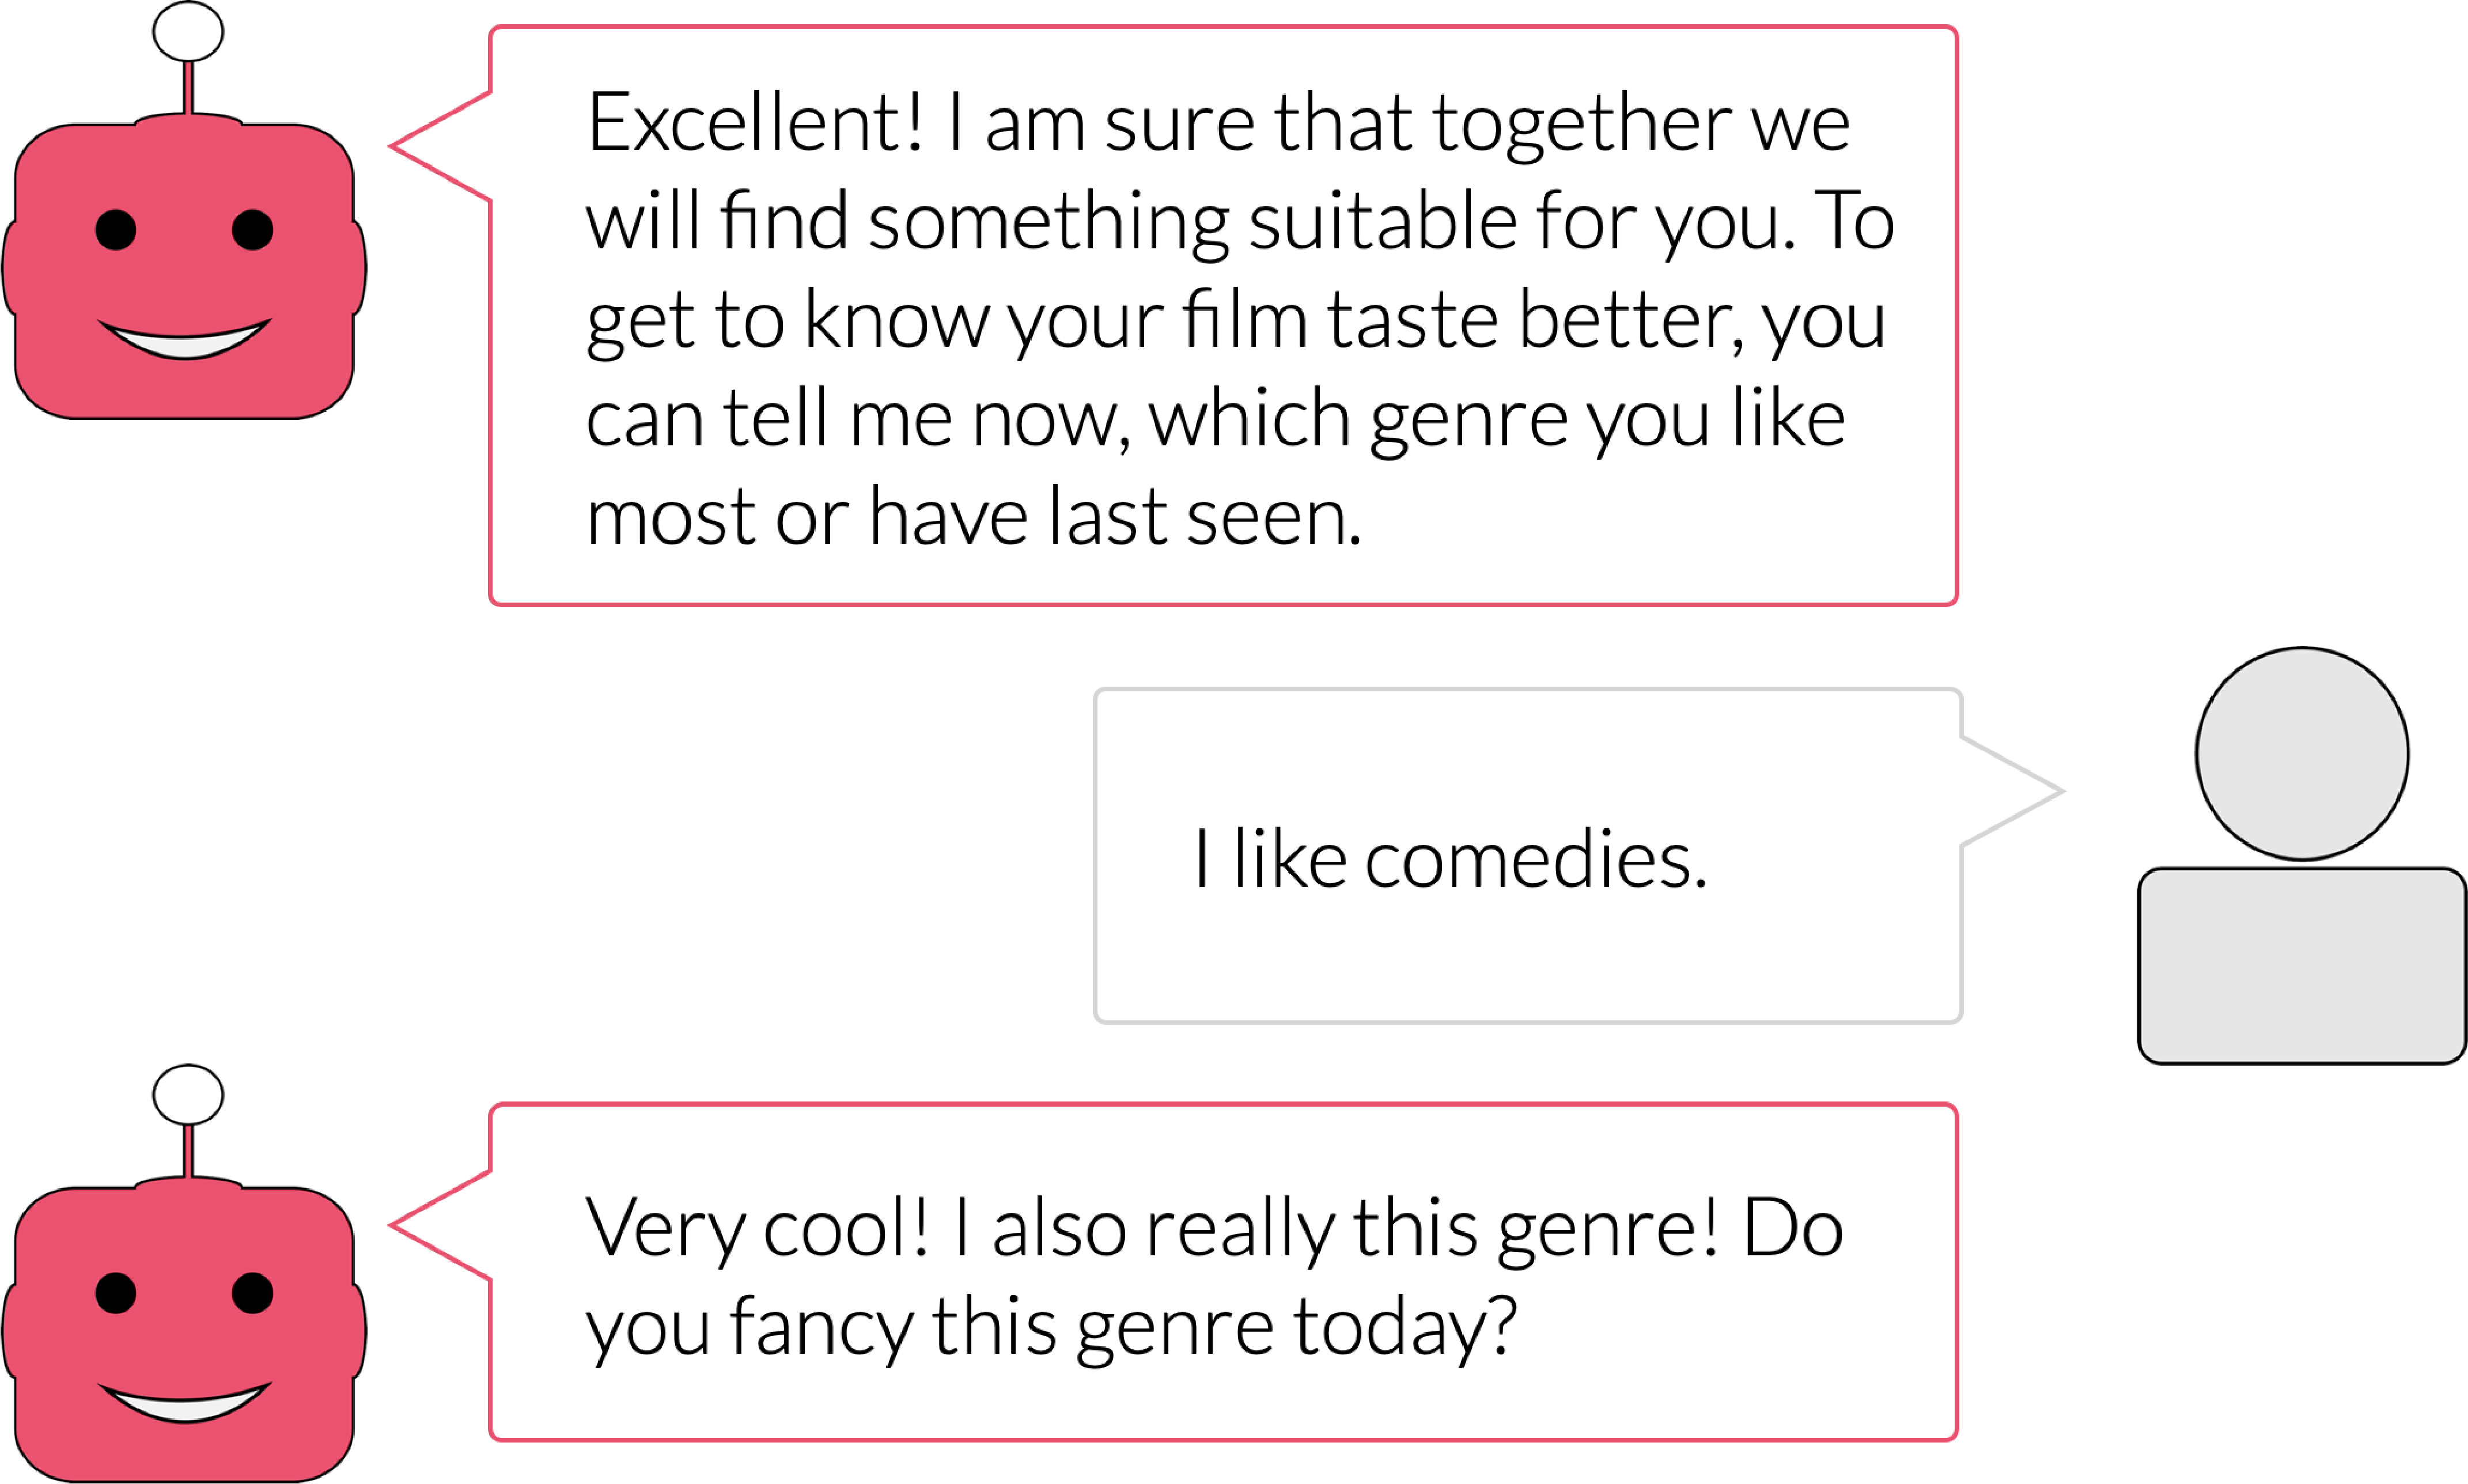 Excellent! I am sure that together we
will find something suitable for you. To
get to know your film taste better, you
can tell me now, which genre you like
most or have last seen.
I like comedies.
Very cool! I also really this genre! Do
you fancy this genre today?